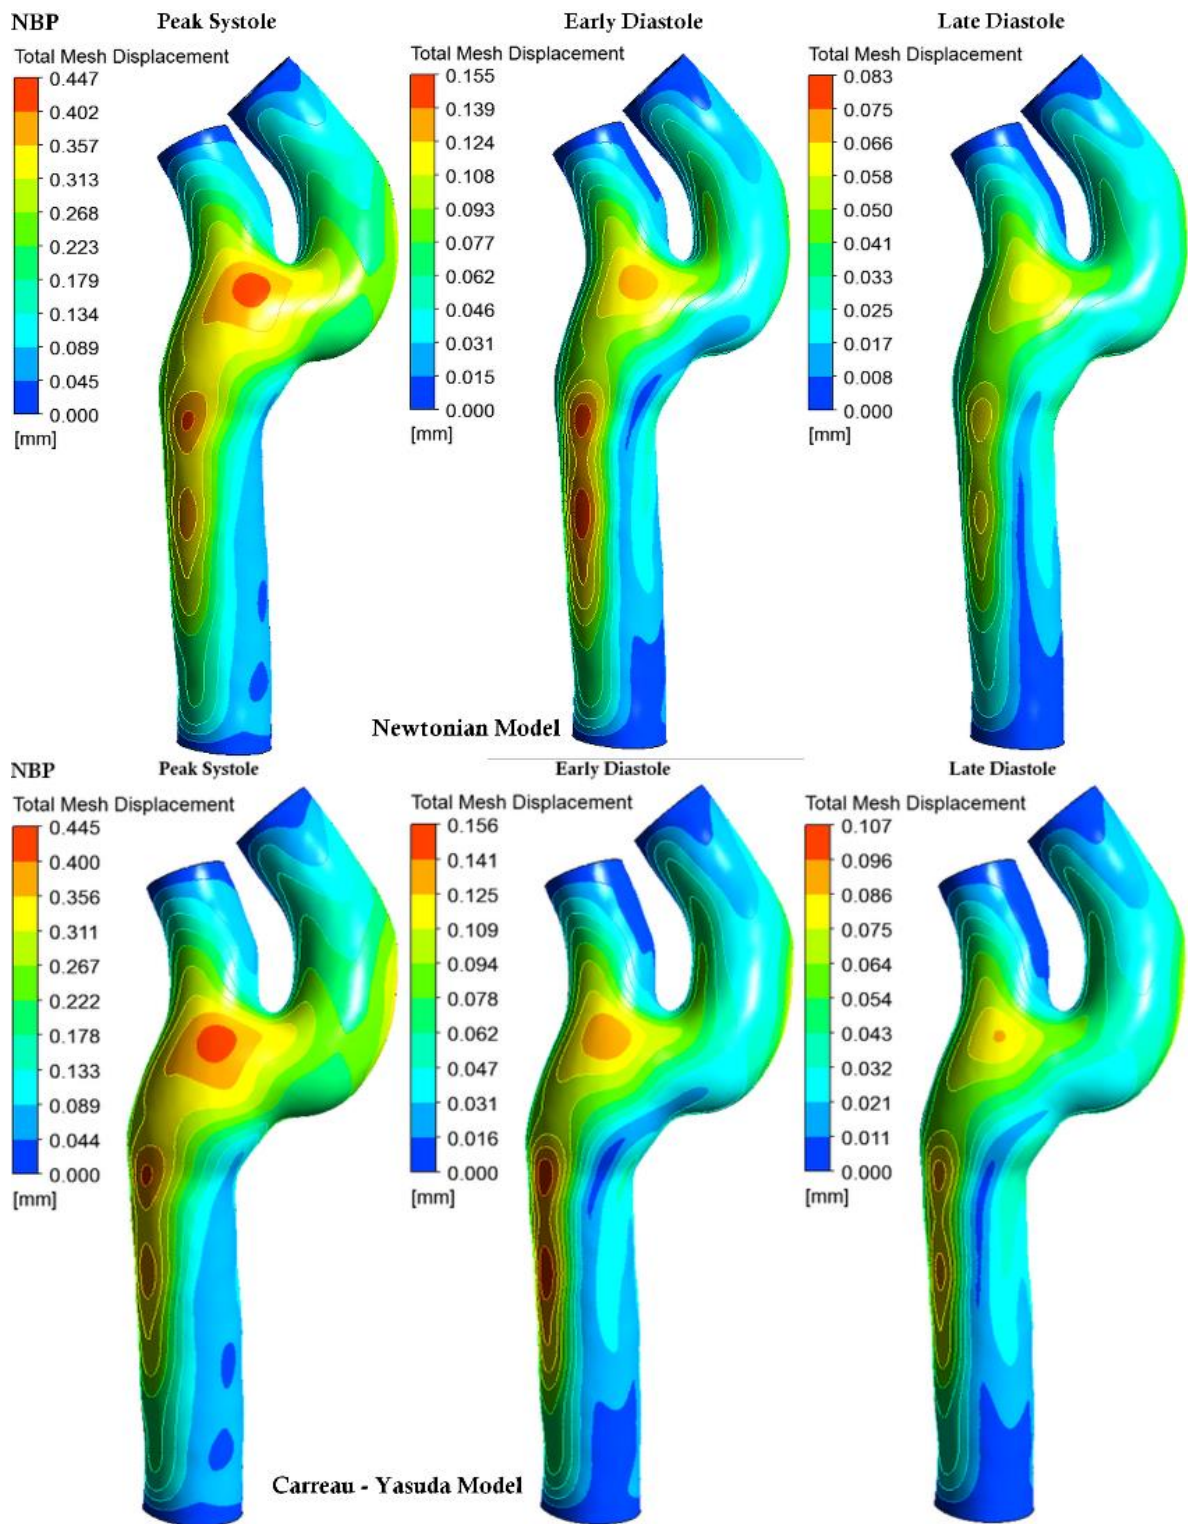 NBP Peak Systole Early Diastole Late Diastole
Total Mesh Displacement Total Mesh Displacement Total Mesh Displacement
0.447 0.155 0.083
0.402 0.139 0.075
0.357 0.124 0.066
0.313 0.108 0.058
0.268 0.093 0.050
0.223 0.077 0.041
0.179 0.062 0.033
0.134 0.046 0.025
0.089 0.031 0.017
0.045 0.015 0.008
0.000 0.000 0.000
[mm] [mm] [mm]
Newtonian Model
NBP Peak Systole Early Diastole Late Diastole
Total Mesh Displacement Total Mesh Displacement Total Mesh Displacement
0.445 0.156 0.107
0.400 0.141 0.096
0.356 0.125 0.086
0.311 0.109 0.075
0.267 0.094 0.064
0.222 0.078 0.054
0.178 0.062 0.043
0.133 0.047 0.032
0.089 0.031 0.021
0.044 0.016 0.011
0.000 0.000 0.000
[mm] [mm] [mm]
Carreau - Yasuda Model